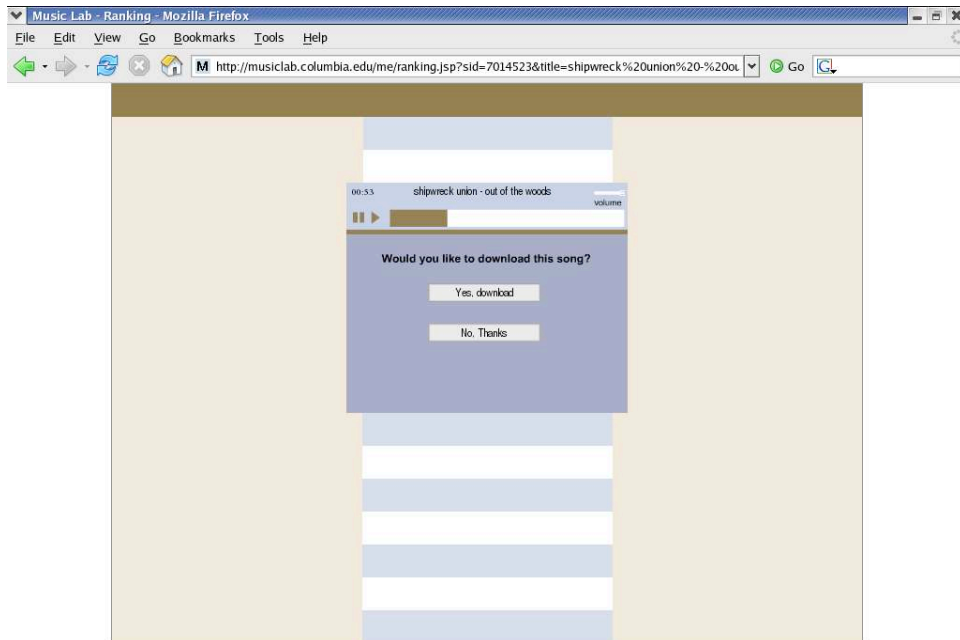 Music Lab - Ranking - Mozilla Firefox
File Edit View Go Bookmarks Tools Help
M http://musiclab.columbia.edu/me/ranking.jsp?sid=7014523&title=shipwreck%20union%20-%20ou Go G
00:53 shipwreck union - out of the woods
volume
Would you like to download this song?
Yes, download
No, Thanks